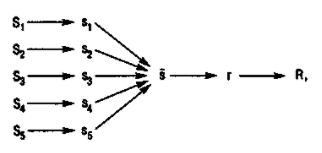 S₁ → s₁
S₂ → s₂
S₃ → s₃ → s̄ → r → R,
S₄ → s₄
S₅ → s₅